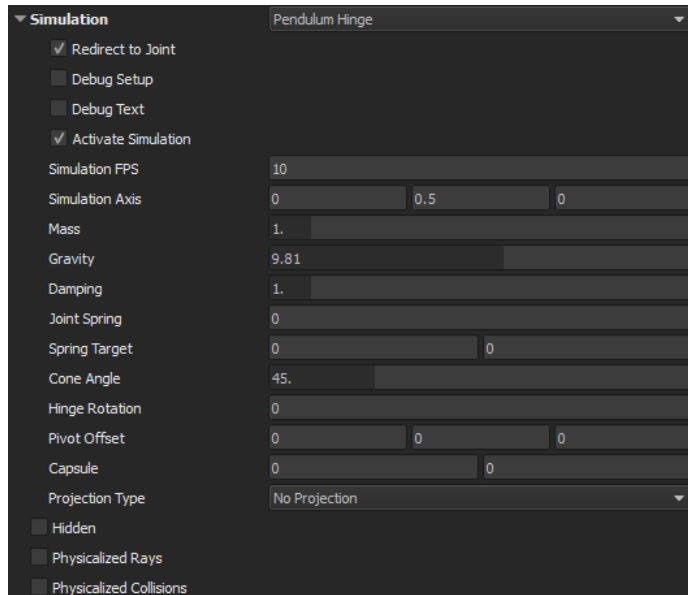 Simulation Pendulum Hinge
Redirect to Joint
Debug Setup
Debug Text
Activate Simulation
Simulation FPS 10
Simulation Axis 0 0.5 0
Mass 1.
Gravity 9.81
Damping 1.
Joint Spring 0
Spring Target 0 0
Cone Angle 45.
Hinge Rotation 0
Pivot Offset 0 0 0
Capsule 0 0
Projection Type No Projection
Hidden
Physicalized Rays
Physicalized Collisions